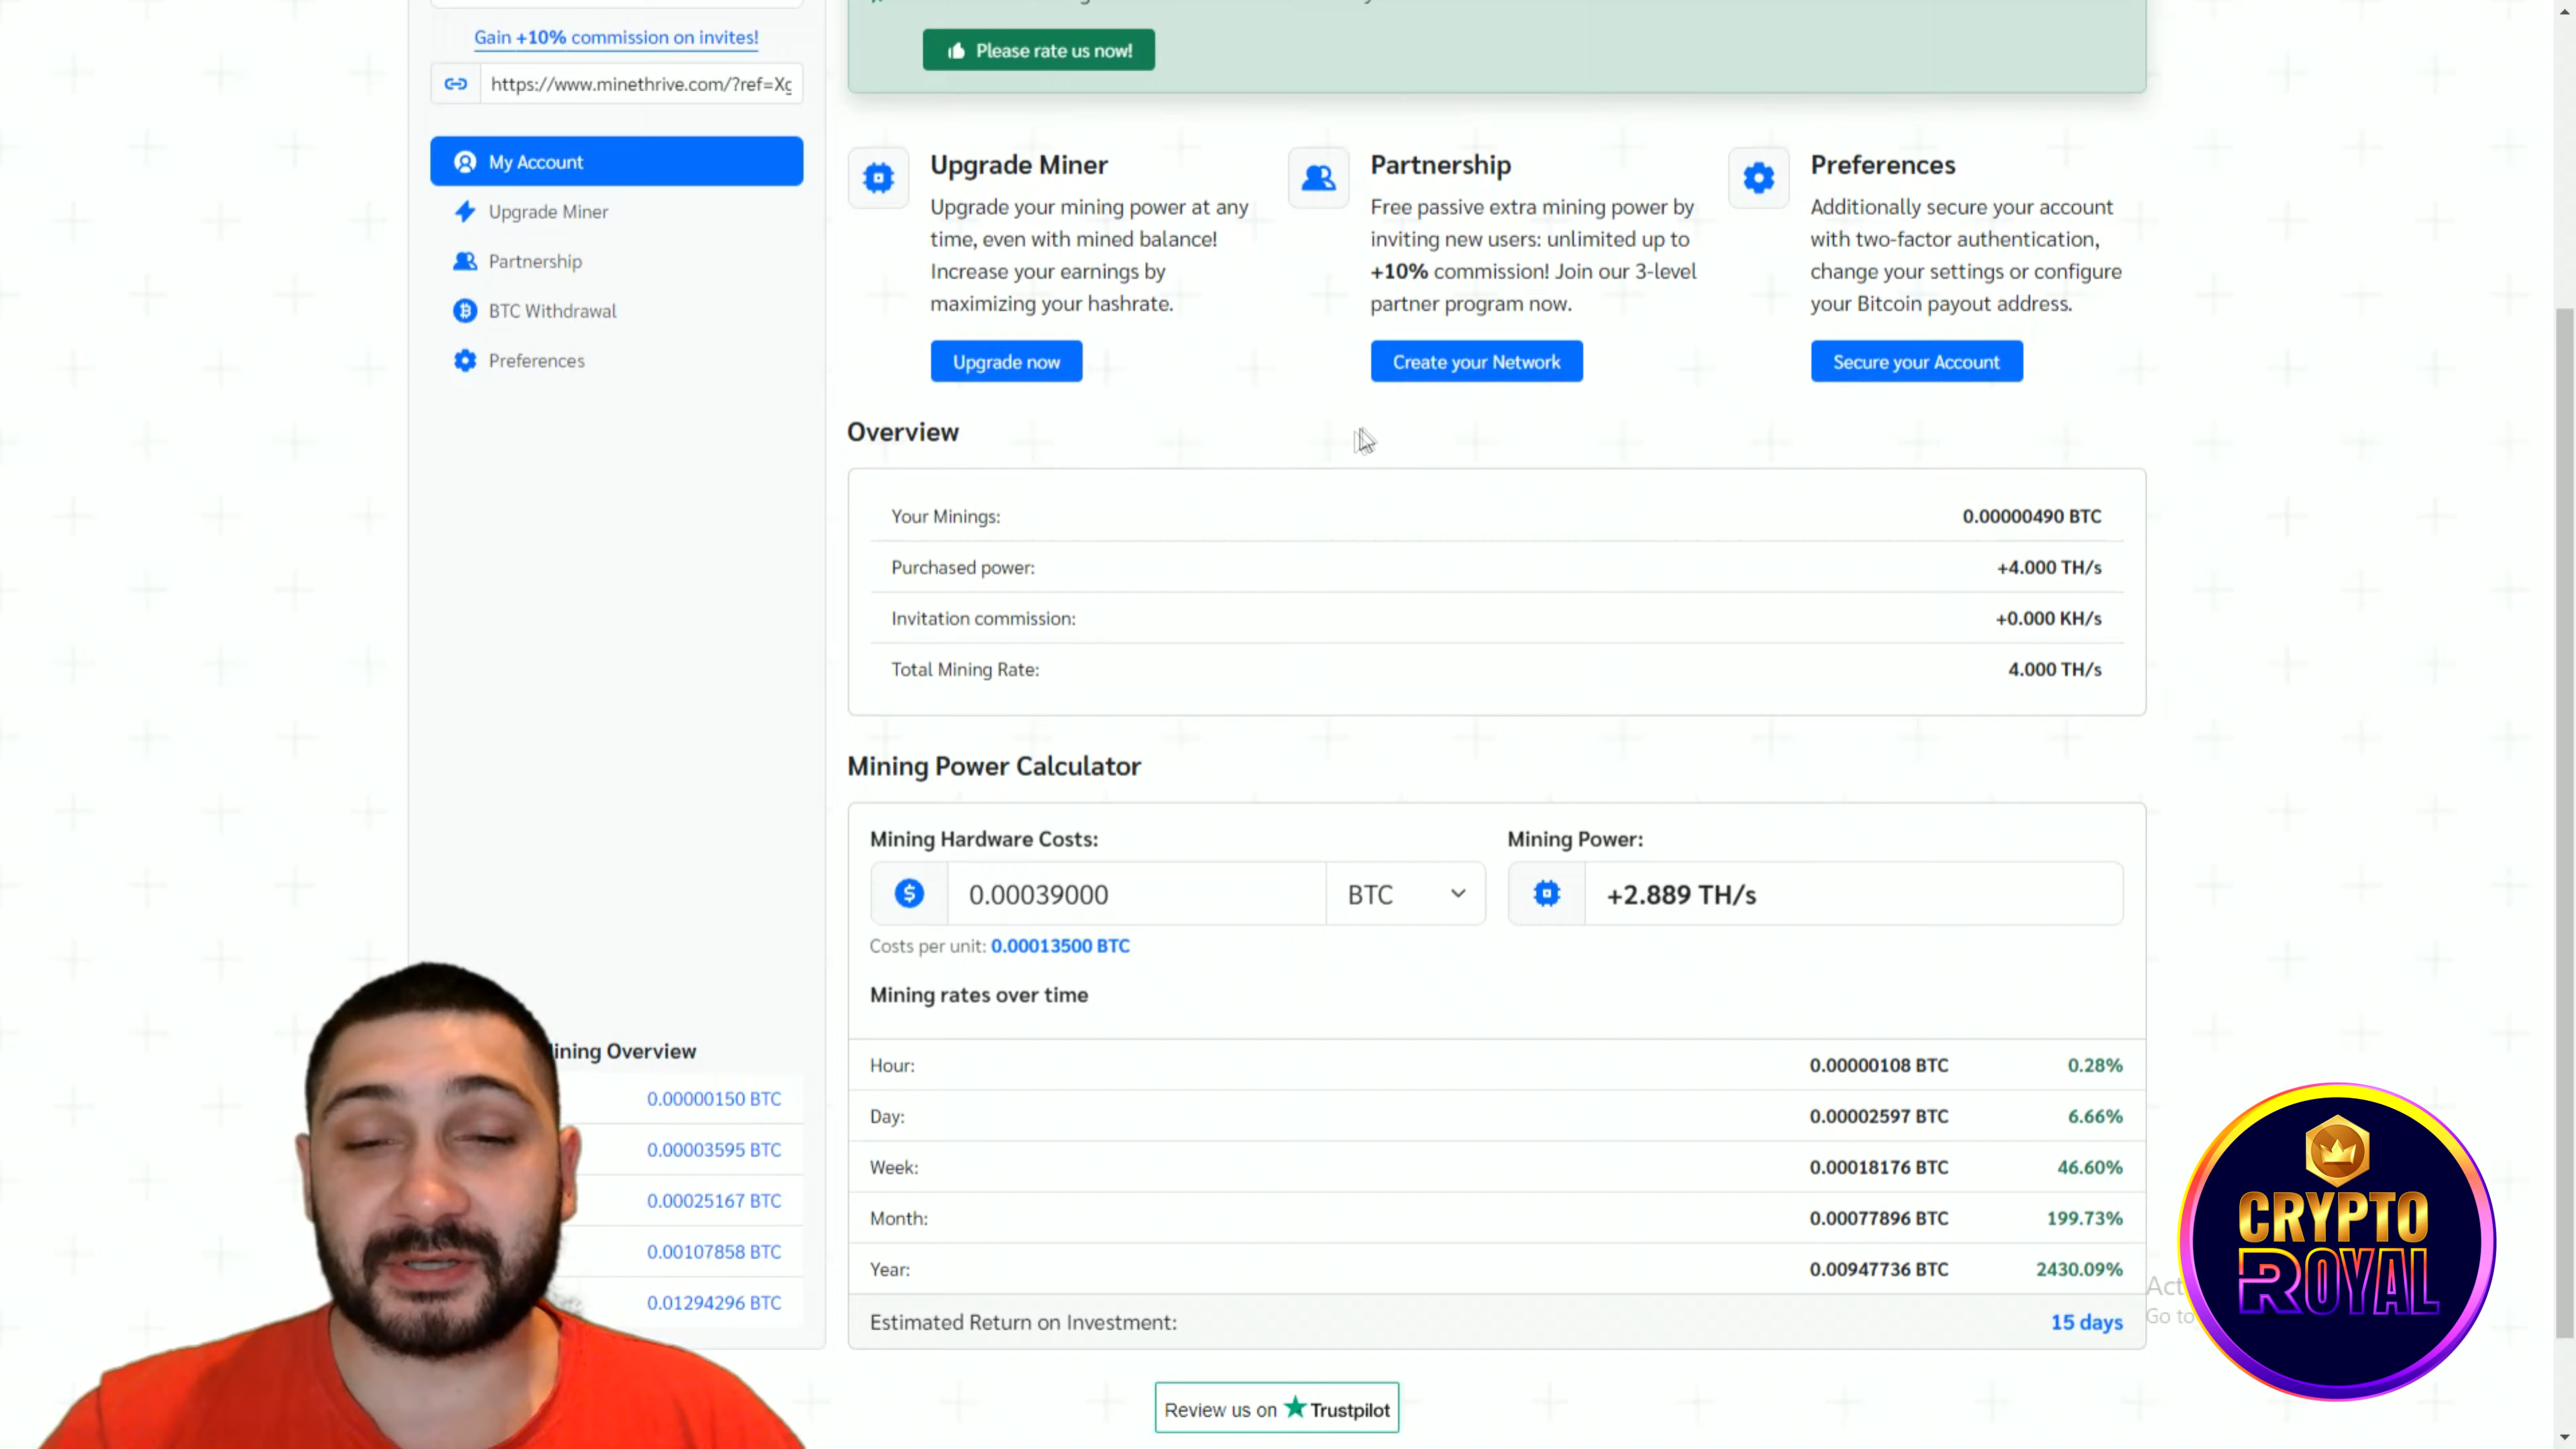 Gain +10% commission on invites!
https://www.minethrive.com/?ref=Xg
My Account
Upgrade Miner
Partnership
BTC Withdrawal
Preferences
ining Overview
0.00000150 BTC
0.00003595 BTC
0.00025167 BTC
0.00107858 BTC
0.01294296 BTC
Please rate us now!
Upgrade Miner
Upgrade your mining power at any
time, even with mined balance!
Increase your earnings by
maximizing your hashrate.
Upgrade now
Partnership
Free passive extra mining power by
inviting new users: unlimited up to
+10% commission! Join our 3-level
partner program now.
Create your Network
Preferences
Additionally secure your account
with two-factor authentication,
change your settings or configure
your Bitcoin payout address.
Secure your Account
Overview
Your Minings: 0.00000490 BTC
Purchased power: +4.000 TH/s
Invitation commission: +0.000 KH/s
Total Mining Rate: 4.000 TH/s
Mining Power Calculator
Mining Hardware Costs: Mining Power:
0.00039000 BTC +2.889 TH/s
Costs per unit: 0.00013500 BTC
Mining rates over time
Hour: 0.00000108 BTC 0.28%
Day: 0.00002597 BTC 6.66%
Week: 0.00018176 BTC 46.60%
Month: 0.00077896 BTC 199.73%
Year: 0.00947736 BTC 2430.09%
Estimated Return on Investment: 15 days
Review us on Trustpilot
Act
Go to
CRYPTO
ROYAL